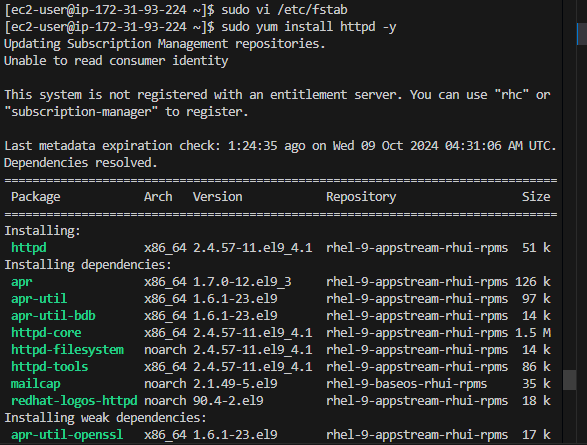 [ec2-user@ip-172-31-93-224 ~]$ sudo vi /etc/fstab
[ec2-user@ip-172-31-93-224 ~]$ sudo yum install httpd -y
Updating Subscription Management repositories.
Unable to read consumer identity

This system is not registered with an entitlement server. You can use "rhc" or
"subscription-manager" to register.

Last metadata expiration check: 1:24:35 ago on Wed 09 Oct 2024 04:31:06 AM UTC.
Dependencies resolved.
================================================================================
 Package             Arch   Version            Repository                 Size
================================================================================
Installing:
 httpd               x86_64 2.4.57-11.el9_4.1  rhel-9-appstream-rhui-rpms  51 k
Installing dependencies:
 apr                 x86_64 1.7.0-12.el9_3     rhel-9-appstream-rhui-rpms 126 k
 apr-util            x86_64 1.6.1-23.el9       rhel-9-appstream-rhui-rpms  97 k
 apr-util-bdb        x86_64 1.6.1-23.el9       rhel-9-appstream-rhui-rpms  14 k
 httpd-core          x86_64 2.4.57-11.el9_4.1  rhel-9-appstream-rhui-rpms 1.5 M
 httpd-filesystem    noarch 2.4.57-11.el9_4.1  rhel-9-appstream-rhui-rpms  14 k
 httpd-tools         x86_64 2.4.57-11.el9_4.1  rhel-9-appstream-rhui-rpms  86 k
 mailcap             noarch 2.1.49-5.el9       rhel-9-baseos-rhui-rpms     35 k
 redhat-logos-httpd  noarch 90.4-2.el9         rhel-9-appstream-rhui-rpms  18 k
Installing weak dependencies:
 apr-util-openssl    x86_64 1.6.1-23.el9       rhel-9-appstream-rhui-rpms  17 k